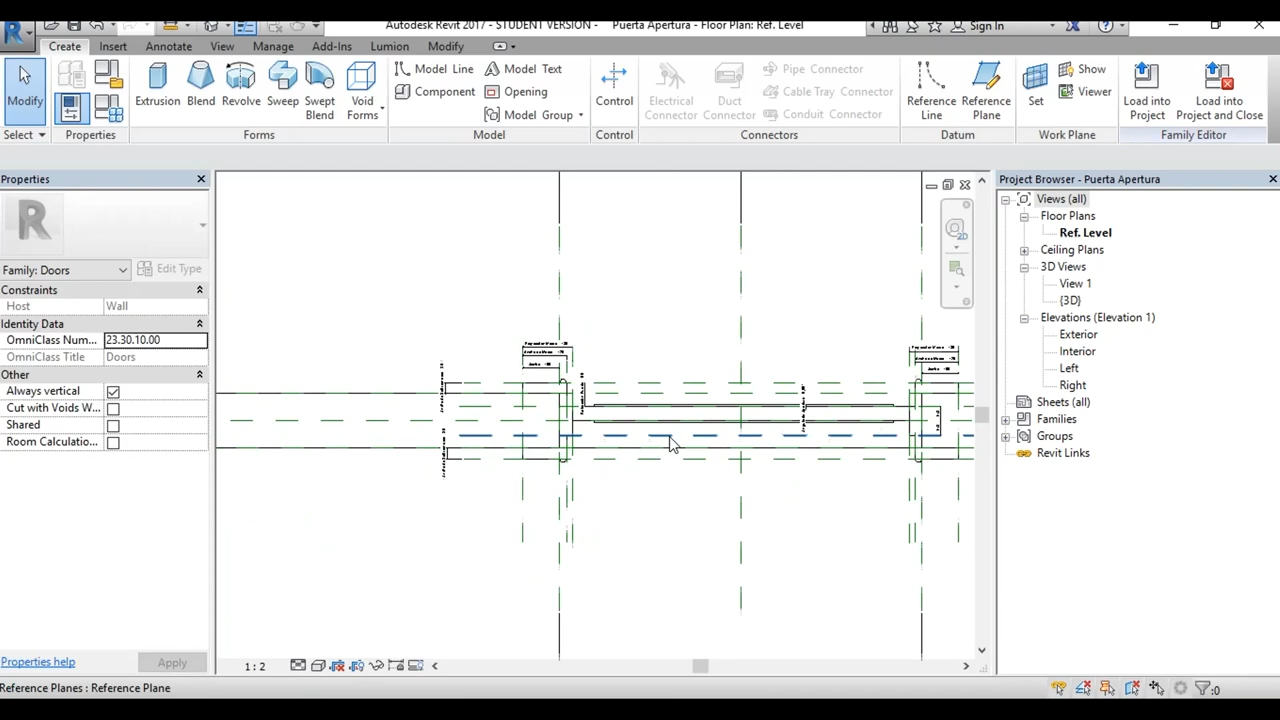 Autodesk Revit 2017 - STUDENT VERSION - Puerta Apertura - Floor Plan: Ref. Level
Sign In
Create Insert Annotate View Manage Add-Ins Lumion Modify
Modify
Extrusion Blend Revolve Sweep Swept Blend Void Forms
Model Line
Component
Model Text
Opening
Model Group
Control
Electrical Connector
Duct Connector
Pipe Connector
Cable Tray Connector
Conduit Connector
Reference Line
Reference Plane
Set
Show
Viewer
Load into Project
Load into Project and Close
Select Properties Forms Model Control Connectors Datum Work Plane Family Editor
Properties
R
Family: Doors
Edit Type
Constraints
Host Wall
Identity Data
OmniClass Num... 23.30.10.00
OmniClass Title Doors
Other
Always vertical
Cut with Voids W...
Shared
Room Calculatio...
Properties help
Apply
2D
1 : 2
Project Browser - Puerta Apertura
Views (all)
Floor Plans
Ref. Level
Ceiling Plans
3D Views
View 1
{3D}
Elevations (Elevation 1)
Exterior
Interior
Left
Right
Sheets (all)
Families
Groups
Revit Links
Reference Planes : Reference Plane
:0